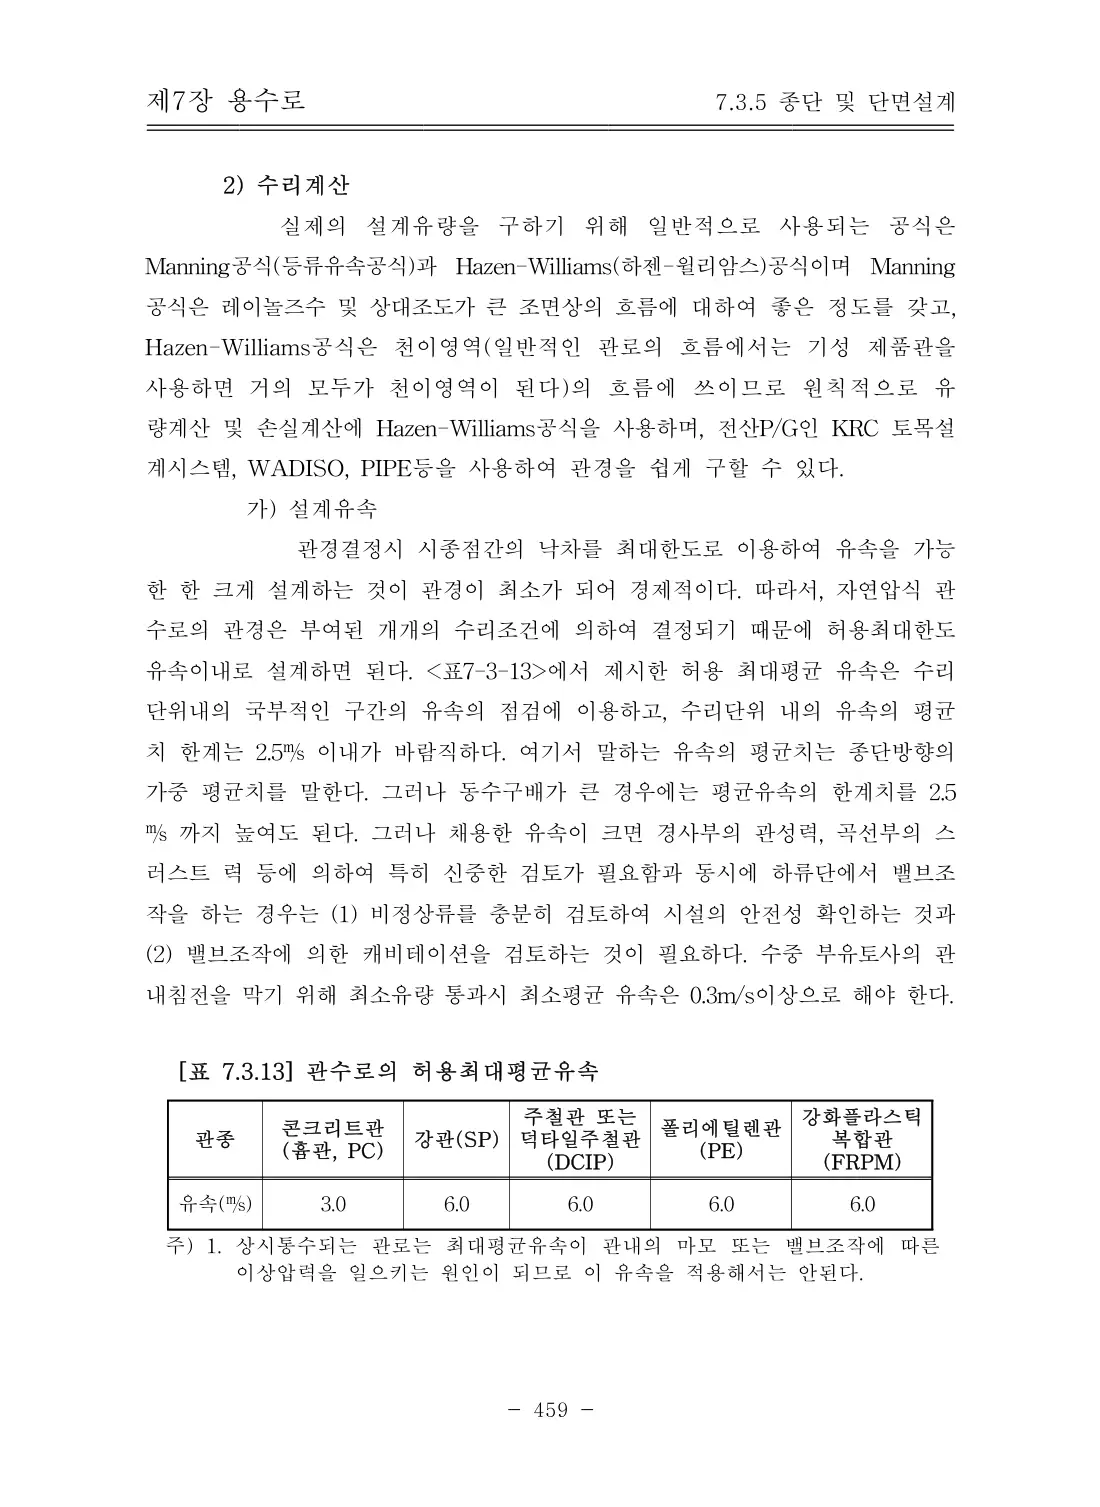 제7장 용수로
7.3.5 종단 및 단면설계
2) 수리계산
실제의 설계유량을 구하기 위해 일반적으로 사용되는 공식은
Manning공식(등류유속공식)과 Hazen-Williams(하젠-윌리암스)공식이며 Manning
공식은 레이놀즈수 및 상대조도가 큰 조면상의 흐름에 대하여 좋은 정도를 갖고,
Hazen-Williams공식은 천이영역(일반적인 관로의 흐름에서는 기성 제품관을
사용하면 거의 모두가 천이영역이 된다)의 흐름에 쓰이므로 원칙적으로 유
량계산 및 손실계산에 Hazen-Williams공식을 사용하며, 전산P/G인 KRC 토목설
계시스템, WADISO, PIPE등을 사용하여 관경을 쉽게 구할 수 있다.
가) 설계유속
관경결정시 시종점간의 낙차를 최대한도로 이용하여 유속을 가능
한 한 크게 설계하는 것이 관경이 최소가 되어 경제적이다. 따라서, 자연압식 관
수로의 관경은 부여된 개개의 수리조건에 의하여 결정되기 때문에 허용최대한도
유속이내로 설계하면 된다. <표7-3-13>에서 제시한 허용 최대평균 유속은 수리
단위내의 국부적인 구간의 유속의 점검에 이용하고, 수리단위 내의 유속의 평균
치 한계는 2.5㎧ 이내가 바람직하다. 여기서 말하는 유속의 평균치는 종단방향의
가중 평균치를 말한다. 그러나 동수구배가 큰 경우에는 평균유속의 한계치를 2.5
㎧ 까지 높여도 된다. 그러나 채용한 유속이 크면 경사부의 관성력, 곡선부의 스
러스트 력 등에 의하여 특히 신중한 검토가 필요함과 동시에 하류단에서 밸브조
작을 하는 경우는 (1) 비정상류를 충분히 검토하여 시설의 안전성 확인하는 것과
(2) 밸브조작에 의한 캐비테이션을 검토하는 것이 필요하다. 수중 부유토사의 관
내침전을 막기 위해 최소유량 통과시 최소평균 유속은 0.3m/s이상으로 해야 한다.
[표 7.3.13] 관수로의 허용최대평균유속
관종 콘크리트관 (흄관, PC) 강관(SP) 주철관 또는 덕타일주철관 (DCIP) 폴리에틸렌관 (PE) 강화플라스틱 복합관 (FRPM)
유속(㎧) 3.0 6.0 6.0 6.0 6.0
주) 1. 상시통수되는 관로는 최대평균유속이 관내의 마모 또는 밸브조작에 따른
이상압력을 일으키는 원인이 되므로 이 유속을 적용해서는 안된다.
- 459 -